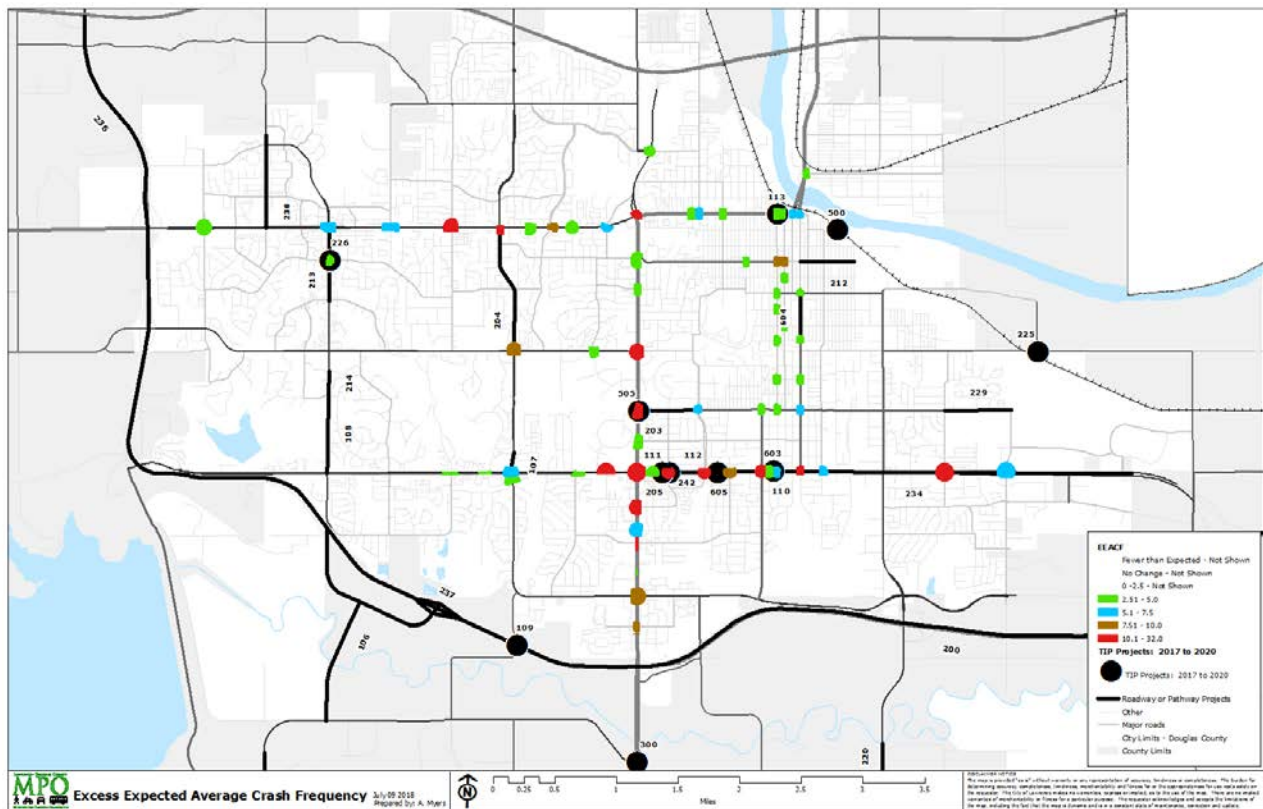 236
238
113
500
226
213
212
204
604
225
214
505
229
203
108
111
112
603
107
205
242
605
110
234
237
109
106
200
300
220
EEACF
Fewer than Expected - Not Shown
No Change - Not Shown
0 -2.5 - Not Shown
2.51 - 5.0
5.1 - 7.5
7.51 - 10.0
10.1 - 32.0
TIP Projects: 2017 to 2020
TIP Projects: 2017 to 2020
Roadway or Pathway Projects
Other
Major roads
City Limits - Douglas County
County Limits
MPO
Excess Expected Average Crash Frequency
July 09 2018
Prepared by: A. Myers
N
0 0.25 0.5 1 1.5 2 2.5 3 3.5
Miles
DISCLAIMER NOTICE